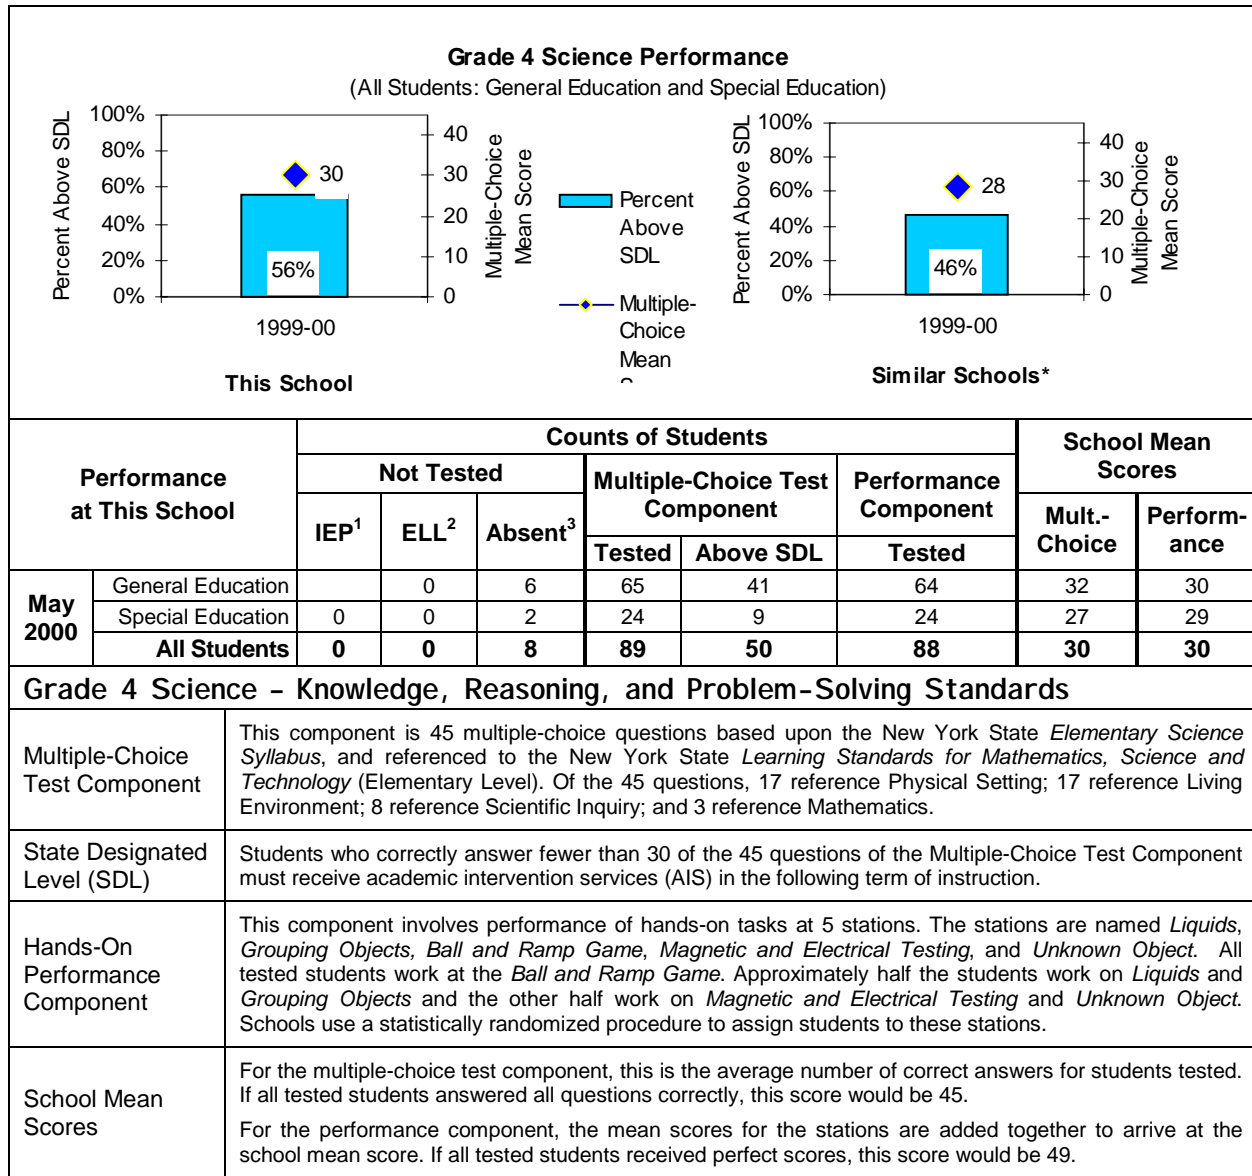 Grade 4 Science Performance
(All Students: General Education and Special Education)
Percent Above SDL
100%
80%
60%
40%
20%
0%
30
56%
40
30
20
10
0
Multiple-Choice
Mean Score
1999-00
This School
Percent
Above
SDL
Multiple-
Choice
Mean
Percent Above SDL
100%
80%
60%
40%
20%
0%
28
46%
40
30
20
10
0
Multiple-Choice
Mean Score
1999-00
Similar Schools*
Performance
at This School
Counts of Students
School Mean
Scores
Not Tested
Multiple-Choice Test
Component
Performance
Component
IEP1 ELL2 Absent3
Tested Above SDL Tested
Mult.-
Choice
Perform-
ance
May
2000
General Education 0 6 65 41 64 32 30
Special Education 0 0 2 24 9 24 27 29
All Students 0 0 8 89 50 88 30 30
Grade 4 Science – Knowledge, Reasoning, and Problem-Solving Standards
Multiple-Choice
Test Component
This component is 45 multiple-choice questions based upon the New York State Elementary Science
Syllabus, and referenced to the New York State Learning Standards for Mathematics, Science and
Technology (Elementary Level). Of the 45 questions, 17 reference Physical Setting; 17 reference Living
Environment; 8 reference Scientific Inquiry; and 3 reference Mathematics.
State Designated
Level (SDL)
Students who correctly answer fewer than 30 of the 45 questions of the Multiple-Choice Test Component
must receive academic intervention services (AIS) in the following term of instruction.
Hands-On
Performance
Component
This component involves performance of hands-on tasks at 5 stations. The stations are named Liquids,
Grouping Objects, Ball and Ramp Game, Magnetic and Electrical Testing, and Unknown Object. All
tested students work at the Ball and Ramp Game. Approximately half the students work on Liquids and
Grouping Objects and the other half work on Magnetic and Electrical Testing and Unknown Object.
Schools use a statistically randomized procedure to assign students to these stations.
School Mean
Scores
For the multiple-choice test component, this is the average number of correct answers for students tested.
If all tested students answered all questions correctly, this score would be 45.
For the performance component, the mean scores for the stations are added together to arrive at the
school mean score. If all tested students received perfect scores, this score would be 49.